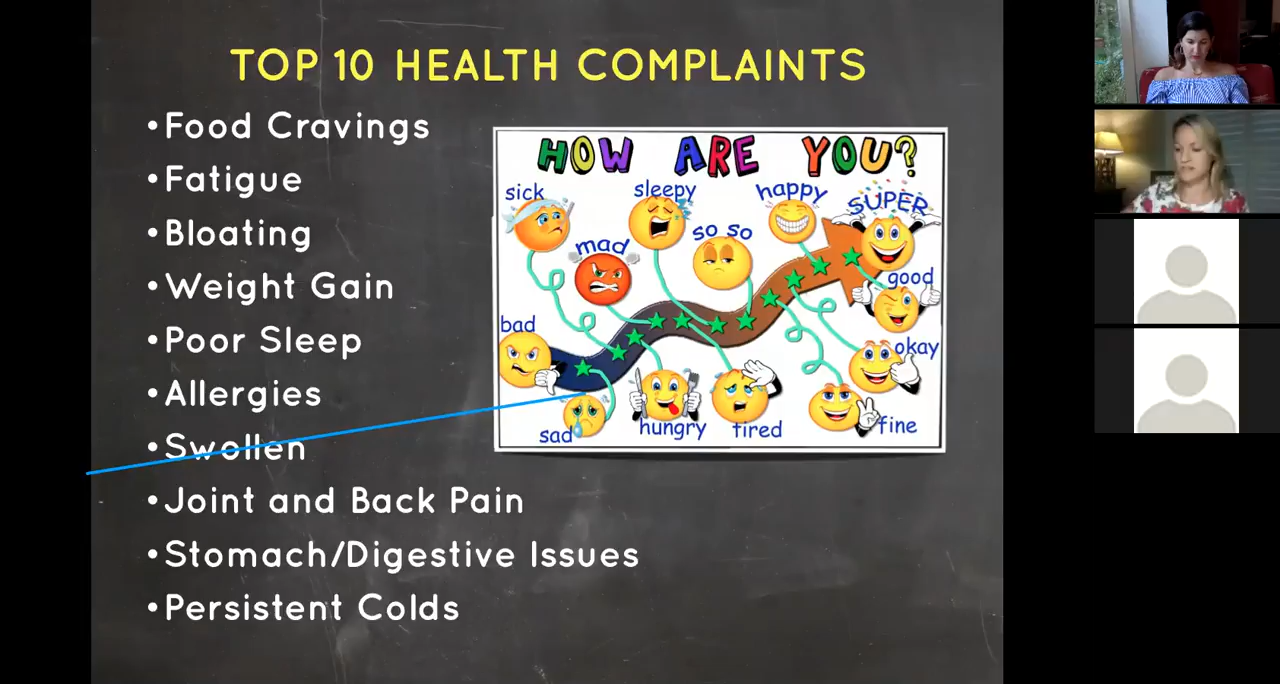 TOP 10 HEALTH COMPLAINTS
•Food Cravings
•Fatigue
•Bloating
•Weight Gain
•Poor Sleep
•Allergies
•Swollen
•Joint and Back Pain
•Stomach/Digestive Issues
•Persistent Colds
HOW ARE YOU?
sick
sleepy
happy
SUPER
mad
so so
good
bad
okay
sad
hungry
tired
fine